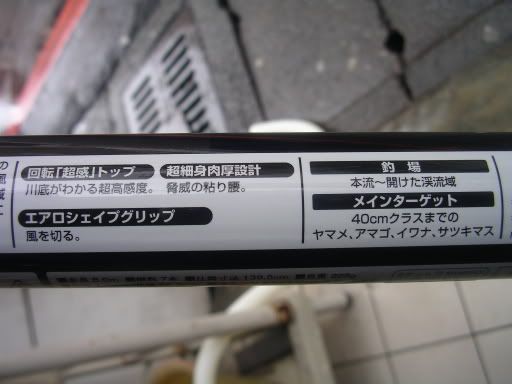 回転「超感」トップ
川底がわかる超高感度。
超細身肉厚設計
脅威の粘り腰。
エアロシェイプグリップ
風を切る。
釣 場
本流〜開けた渓流域
メインターゲット
40cmクラスまでの
ヤマメ、アマゴ、イワナ、サツキマス